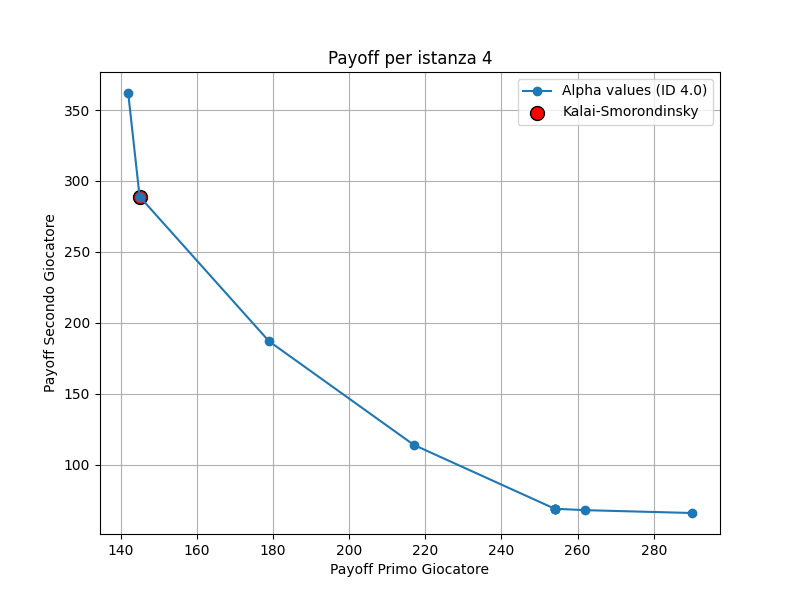 Payoff per istanza 4
Alpha values (ID 4.0)
Kalai-Smorondinsky
Payoff Secondo Giocatore
350
300
250
200
150
100
140 160 180 200 220 240 260 280
Payoff Primo Giocatore